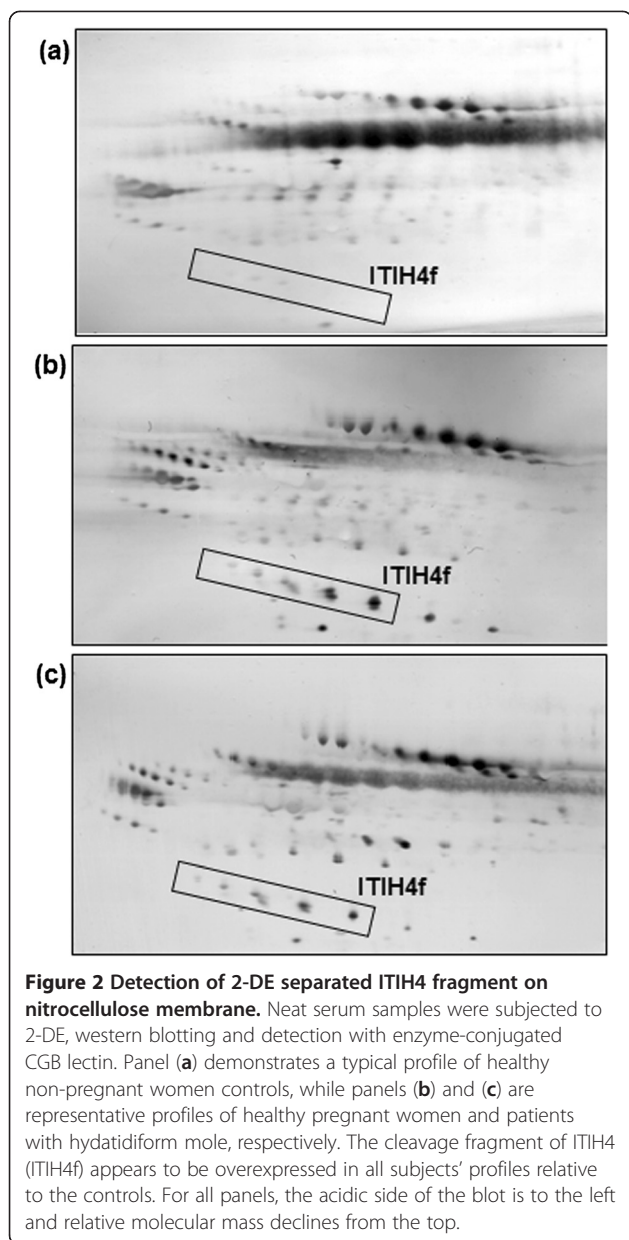 (a)
ITIH4f
(b)
ITIH4f
(c)
ITIH4f
Figure 2 Detection of 2-DE separated ITIH4 fragment on
nitrocellulose membrane. Neat serum samples were subjected to
2-DE, western blotting and detection with enzyme-conjugated
CGB lectin. Panel (a) demonstrates a typical profile of healthy
non-pregnant women controls, while panels (b) and (c) are
representative profiles of healthy pregnant women and patients
with hydatidiform mole, respectively. The cleavage fragment of ITIH4
(ITIH4f) appears to be overexpressed in all subjects' profiles relative
to the controls. For all panels, the acidic side of the blot is to the left
and relative molecular mass declines from the top.